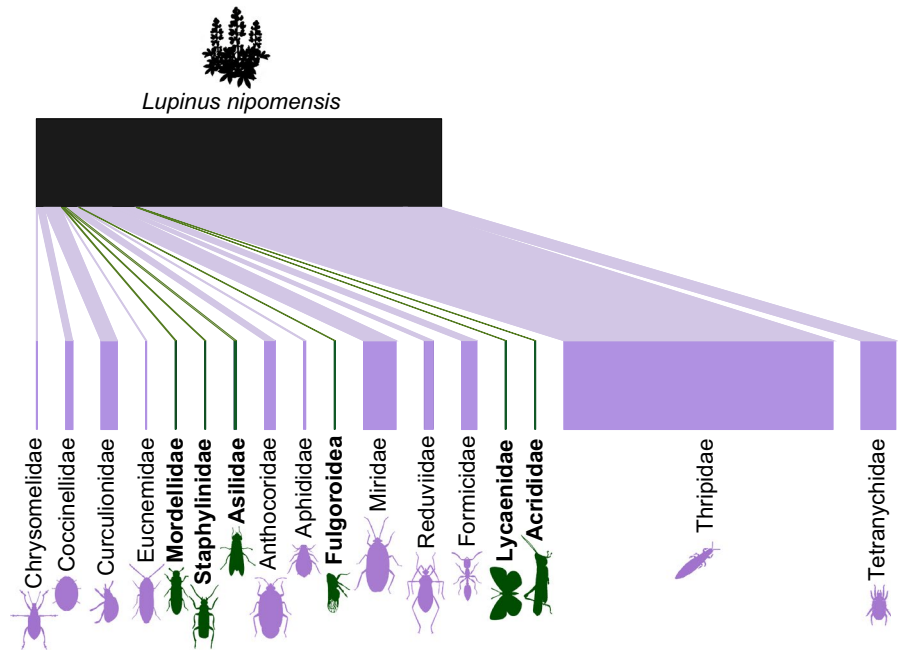 Lupinus nipomensis
Chrysomelidae
Coccinellidae
Curculionidae
Eucnemidae
Mordellidae
Staphylinidae
Asilidae
Anthocoridae
Aphididae
Fulgoroidea
Miridae
Reduviidae
Formicidae
Lycaenidae
Acrididae
Thripidae
Tetranychidae